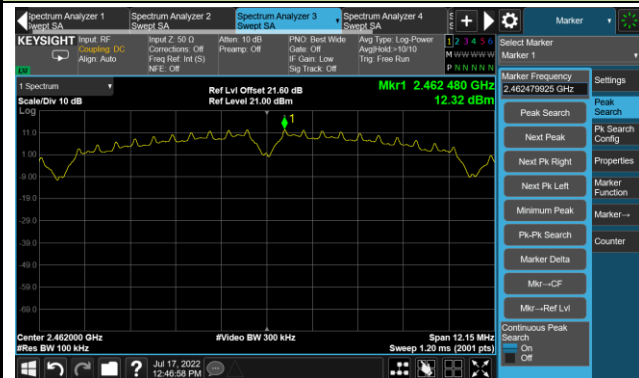 Spectrum Analyzer 1
Swept SA
Spectrum Analyzer 2
Swept SA
Spectrum Analyzer 3
Swept SA
Spectrum Analyzer 4
Swept SA
Marker
KEYSIGHT
Input: RF
Coupling: DC
Align: Auto
Input Z: 50 Ω
Corrections: Off
Freq Ref: Int (S)
NFE: Off
Atten: 10 dB
Preamp: Off
PNO: Best Wide
Gate: Off
IF Gain: Low
Sig Track: Off
Avg Type: Log-Power
Avg|Hold:>10/10
Trig: Free Run
1 2 3 4 5 6
M W W W W W
P N N N N N
LW
Select Marker
Marker 1
1 Spectrum
Scale/Div 10 dB
Log
Ref Lvl Offset 21.60 dB
Ref Level 21.00 dBm
Mkr1 2.462 480 GHz
12.32 dBm
1
11.0
1.00
-9.00
-19.0
-29.0
-39.0
-49.0
-59.0
-69.0
Center 2.462000 GHz
#Res BW 100 kHz
#Video BW 300 kHz
Span 12.15 MHz
Sweep 1.20 ms (2001 pts)
Marker Frequency
2.462479925 GHz
Peak Search
Next Peak
Next Pk Right
Next Pk Left
Minimum Peak
Pk-Pk Search
Marker Delta
Mkr→CF
Mkr→Ref Lvl
Continuous Peak
Search
On
Off
Settings
Peak
Search
Pk Search
Config
Properties
Marker
Function
Marker→
Counter
?
Jul 17, 2022
12:46:58 PM